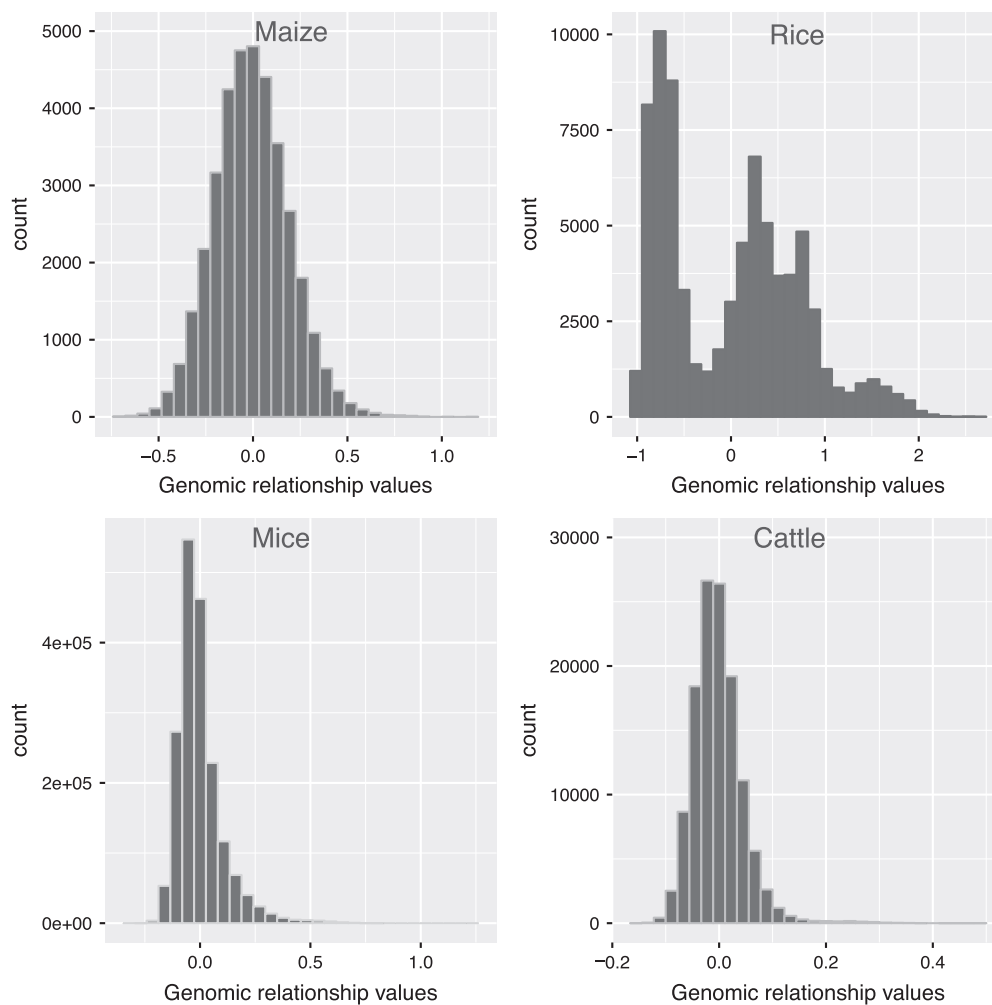 Maize
5000
4000
3000
2000
1000
0
count
−0.5 0.0 0.5 1.0
Genomic relationship values
Rice
10000
7500
5000
2500
0
count
−1 0 1 2
Genomic relationship values
Mice
4e+05
2e+05
0e+00
count
0.0 0.5 1.0
Genomic relationship values
Cattle
30000
20000
10000
0
count
−0.2 0.0 0.2 0.4
Genomic relationship values